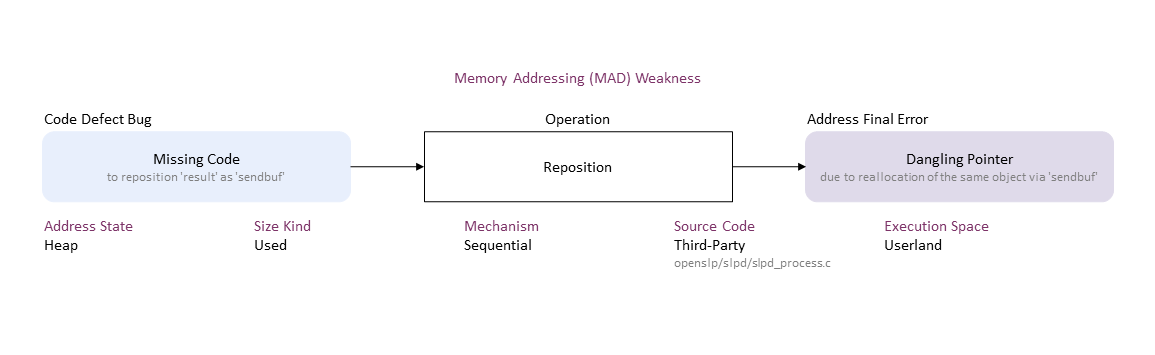 Memory Addressing (MAD) Weakness
Code Defect Bug
Operation
Address Final Error
Missing Code
to reposition 'result' as 'sendbuf'
Reposition
Dangling Pointer
due to reallocation of the same object via 'sendbuf'
Address State
Size Kind
Mechanism
Source Code
Execution Space
Heap
Used
Sequential
Third-Party
Userland
openslp/slpd/slpd_process.c